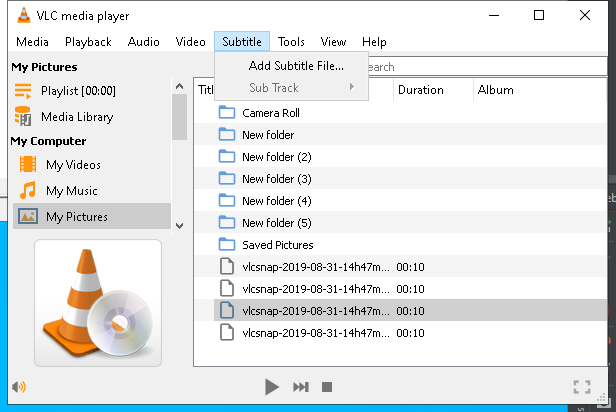 VLC media player
Media Playback Audio Video Subtitle Tools View Help
Add Subtitle File...
Sub Track
My Pictures
Playlist [00:00]
Media Library
My Computer
My Videos
My Music
My Pictures
Search
Duration Album
Camera Roll
New folder
New folder (2)
New folder (3)
New folder (4)
New folder (5)
Saved Pictures
vlcsnap-2019-08-31-14h47m... 00:10
vlcsnap-2019-08-31-14h47m... 00:10
vlcsnap-2019-08-31-14h47m... 00:10
vlcsnap-2019-08-31-14h47m... 00:10